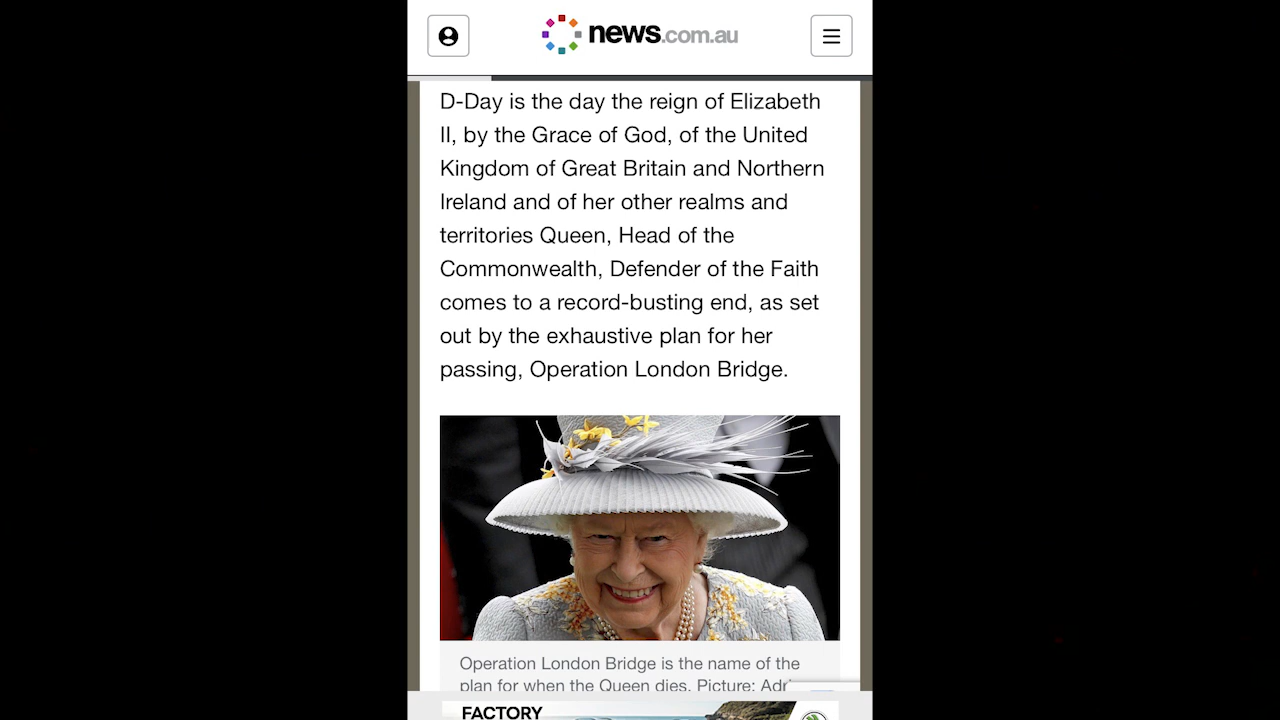 news.com.au
D-Day is the day the reign of Elizabeth
II, by the Grace of God, of the United
Kingdom of Great Britain and Northern
Ireland and of her other realms and
territories Queen, Head of the
Commonwealth, Defender of the Faith
comes to a record-busting end, as set
out by the exhaustive plan for her
passing, Operation London Bridge.
Operation London Bridge is the name of the
plan for when the Queen dies. Picture:
FACTORY